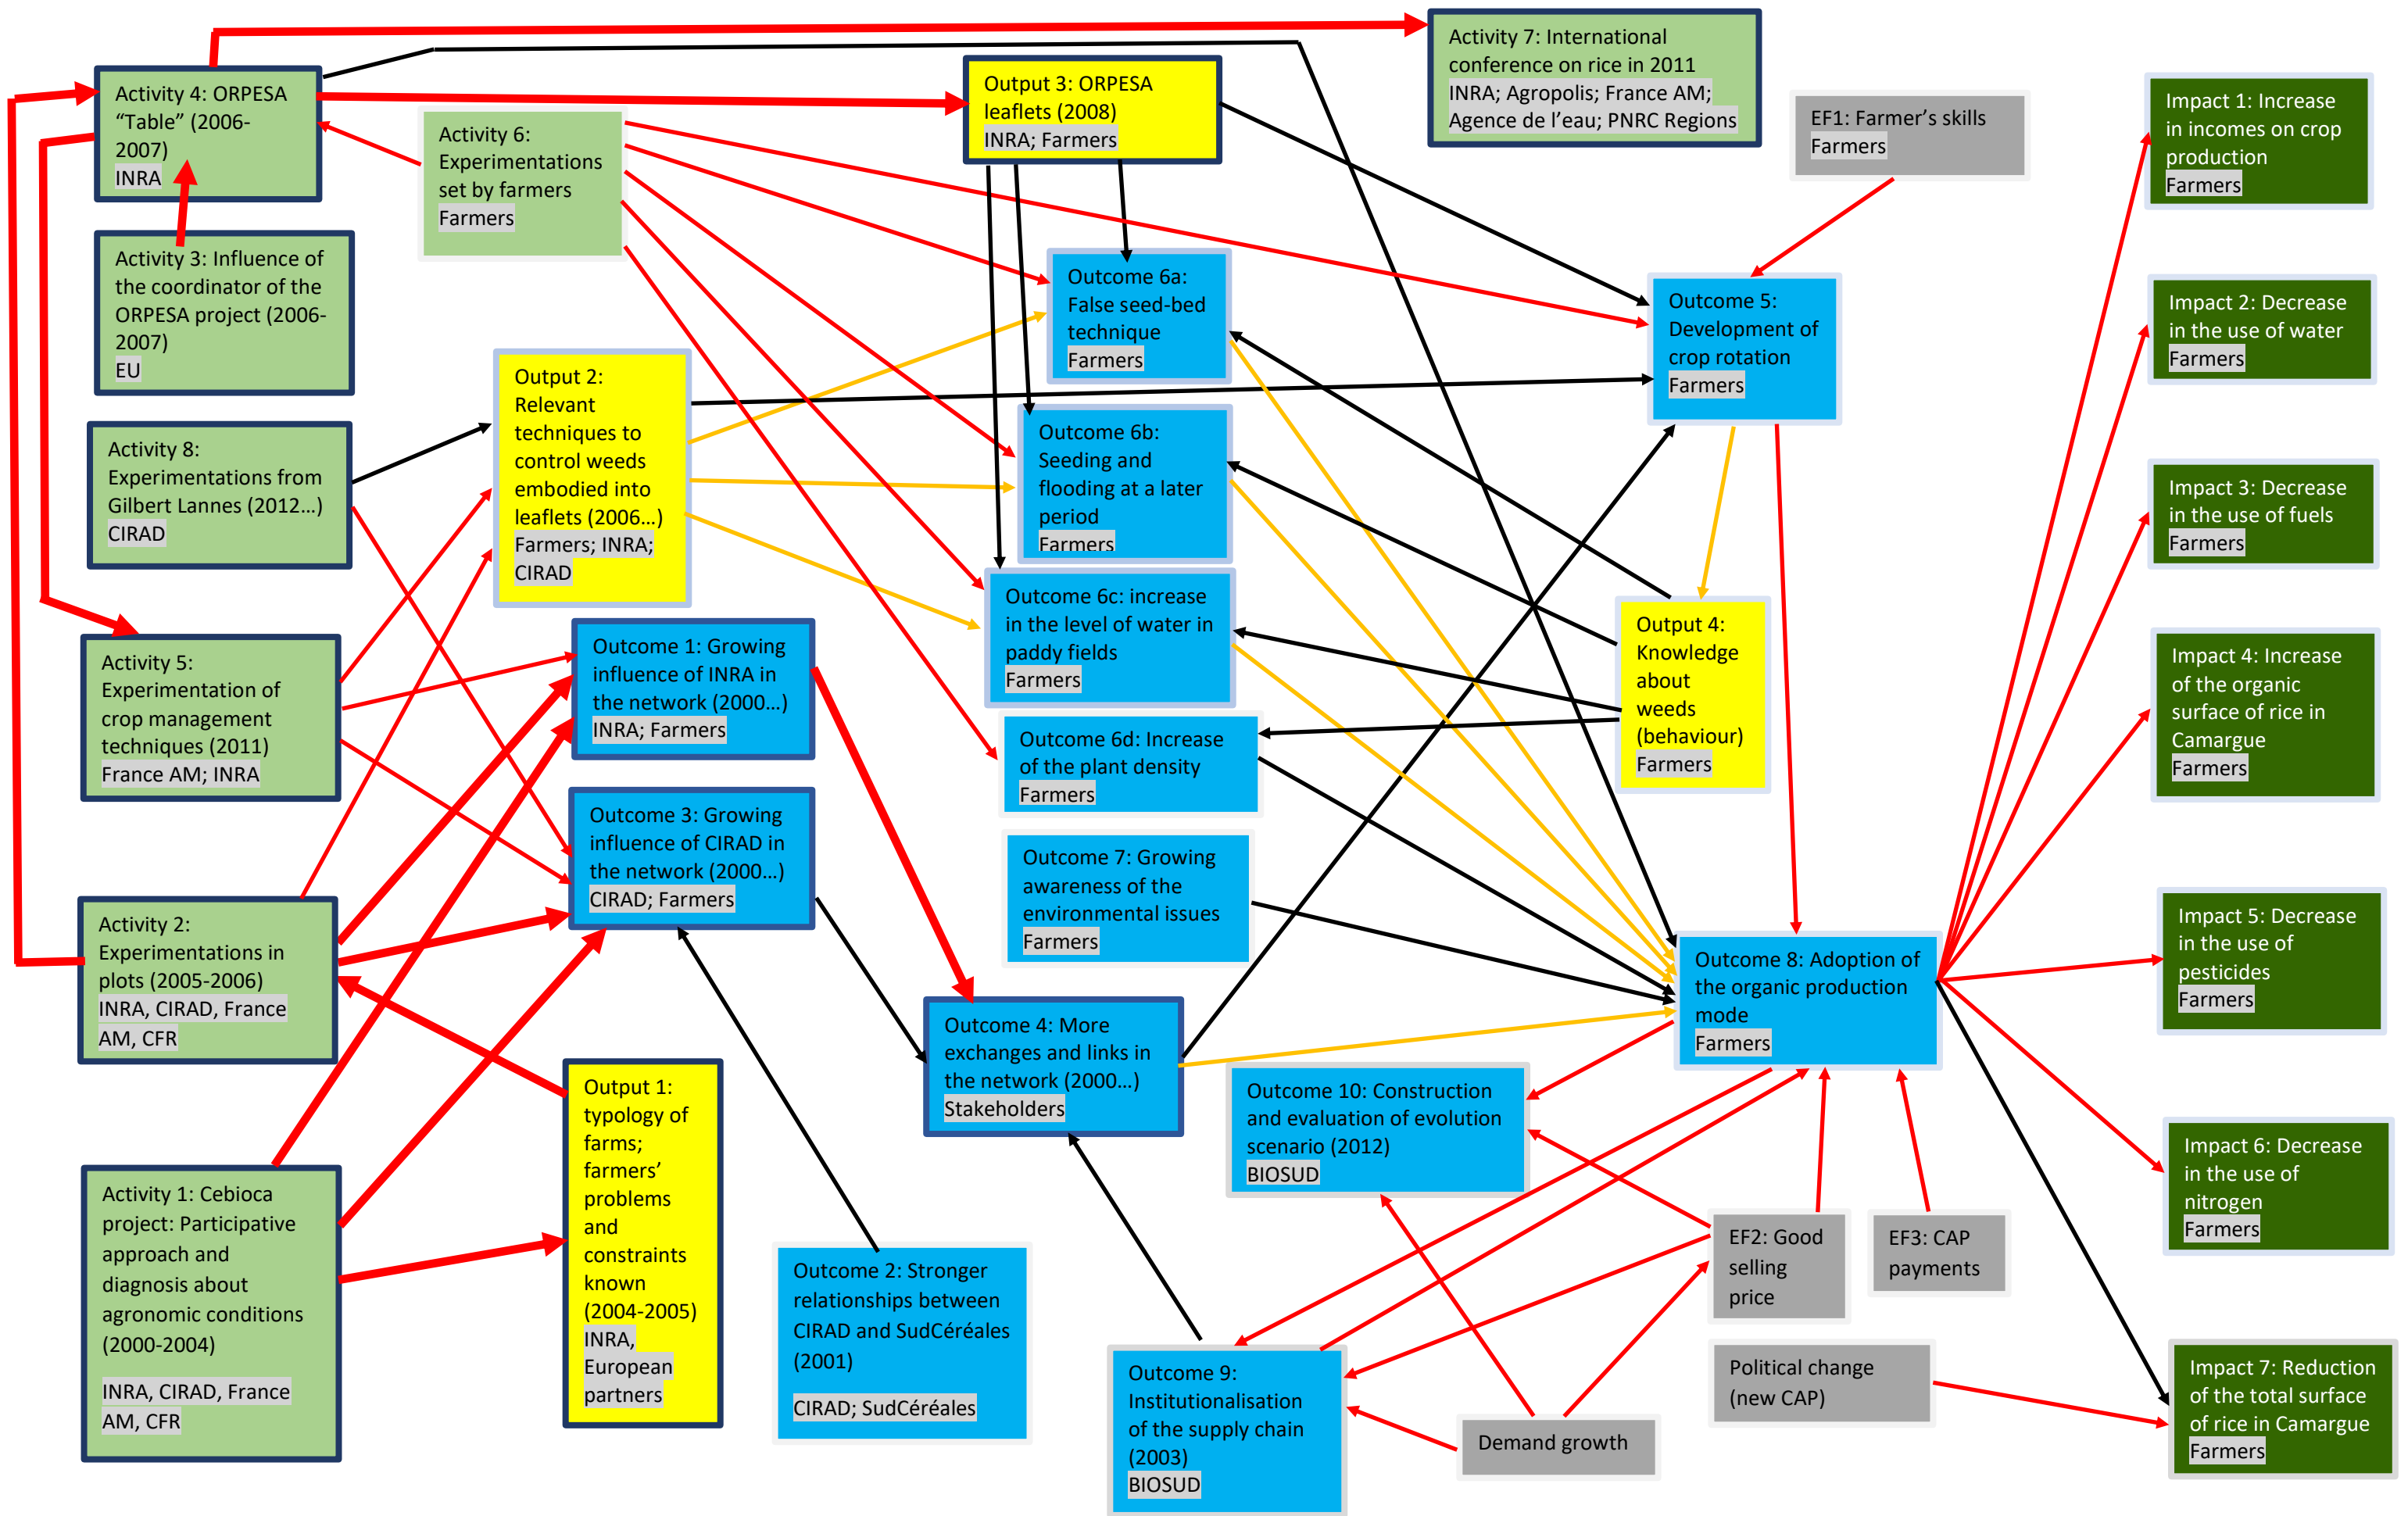 Activity 4: ORPESA
“Table” (2006-
2007)
INRA
Activity 3: Influence of
the coordinator of the
ORPESA project (2006-
2007)
EU
Activity 8:
Experimentations from
Gilbert Lannes (2012…)
CIRAD
Activity 5:
Experimentation of
crop management
techniques (2011)
France AM; INRA
Activity 2:
Experimentations in
plots (2005-2006)
INRA, CIRAD, France
AM, CFR
Activity 1: Cebioca
project: Participative
approach and
diagnosis about
agronomic conditions
(2000-2004)
INRA, CIRAD, France
AM, CFR
Activity 6:
Experimentations
set by farmers
Farmers
Output 2:
Relevant
techniques to
control weeds
embodied into
leaflets (2006…)
Farmers; INRA;
CIRAD
Outcome 1: Growing
influence of INRA in
the network (2000…)
INRA; Farmers
Outcome 3: Growing
influence of CIRAD in
the network (2000…)
CIRAD; Farmers
Output 1:
typology of
farms;
farmers’
problems
and
constraints
known
(2004-2005)
INRA,
European
partners
Outcome 2: Stronger
relationships between
CIRAD and SudCéréales
(2001)
CIRAD; SudCéréales
Output 3: ORPESA
leaflets (2008)
INRA; Farmers
Outcome 6a:
False seed-bed
technique
Farmers
Outcome 6b:
Seeding and
flooding at a later
period
Farmers
Outcome 6c: increase
in the level of water in
paddy fields
Farmers
Outcome 6d: Increase
of the plant density
Farmers
Outcome 7: Growing
awareness of the
environmental issues
Farmers
Outcome 4: More
exchanges and links in
the network (2000…)
Stakeholders
Outcome 10: Construction
and evaluation of evolution
scenario (2012)
BIOSUD
Outcome 9:
Institutionalisation
of the supply chain
(2003)
BIOSUD
Activity 7: International
conference on rice in 2011
INRA; Agropolis; France AM;
Agence de l’eau; PNRC Regions
EF1: Farmer’s skills
Farmers
Outcome 5:
Development of
crop rotation
Farmers
Output 4:
Knowledge
about
weeds
(behaviour)
Farmers
Outcome 8: Adoption of
the organic production
mode
Farmers
EF2: Good
selling
price
EF3: CAP
payments
Political change
(new CAP)
Demand growth
Impact 1: Increase
in incomes on crop
production
Farmers
Impact 2: Decrease
in the use of water
Farmers
Impact 3: Decrease
in the use of fuels
Farmers
Impact 4: Increase
of the organic
surface of rice in
Camargue
Farmers
Impact 5: Decrease
in the use of
pesticides
Farmers
Impact 6: Decrease
in the use of
nitrogen
Farmers
Impact 7: Reduction
of the total surface
of rice in Camargue
Farmers